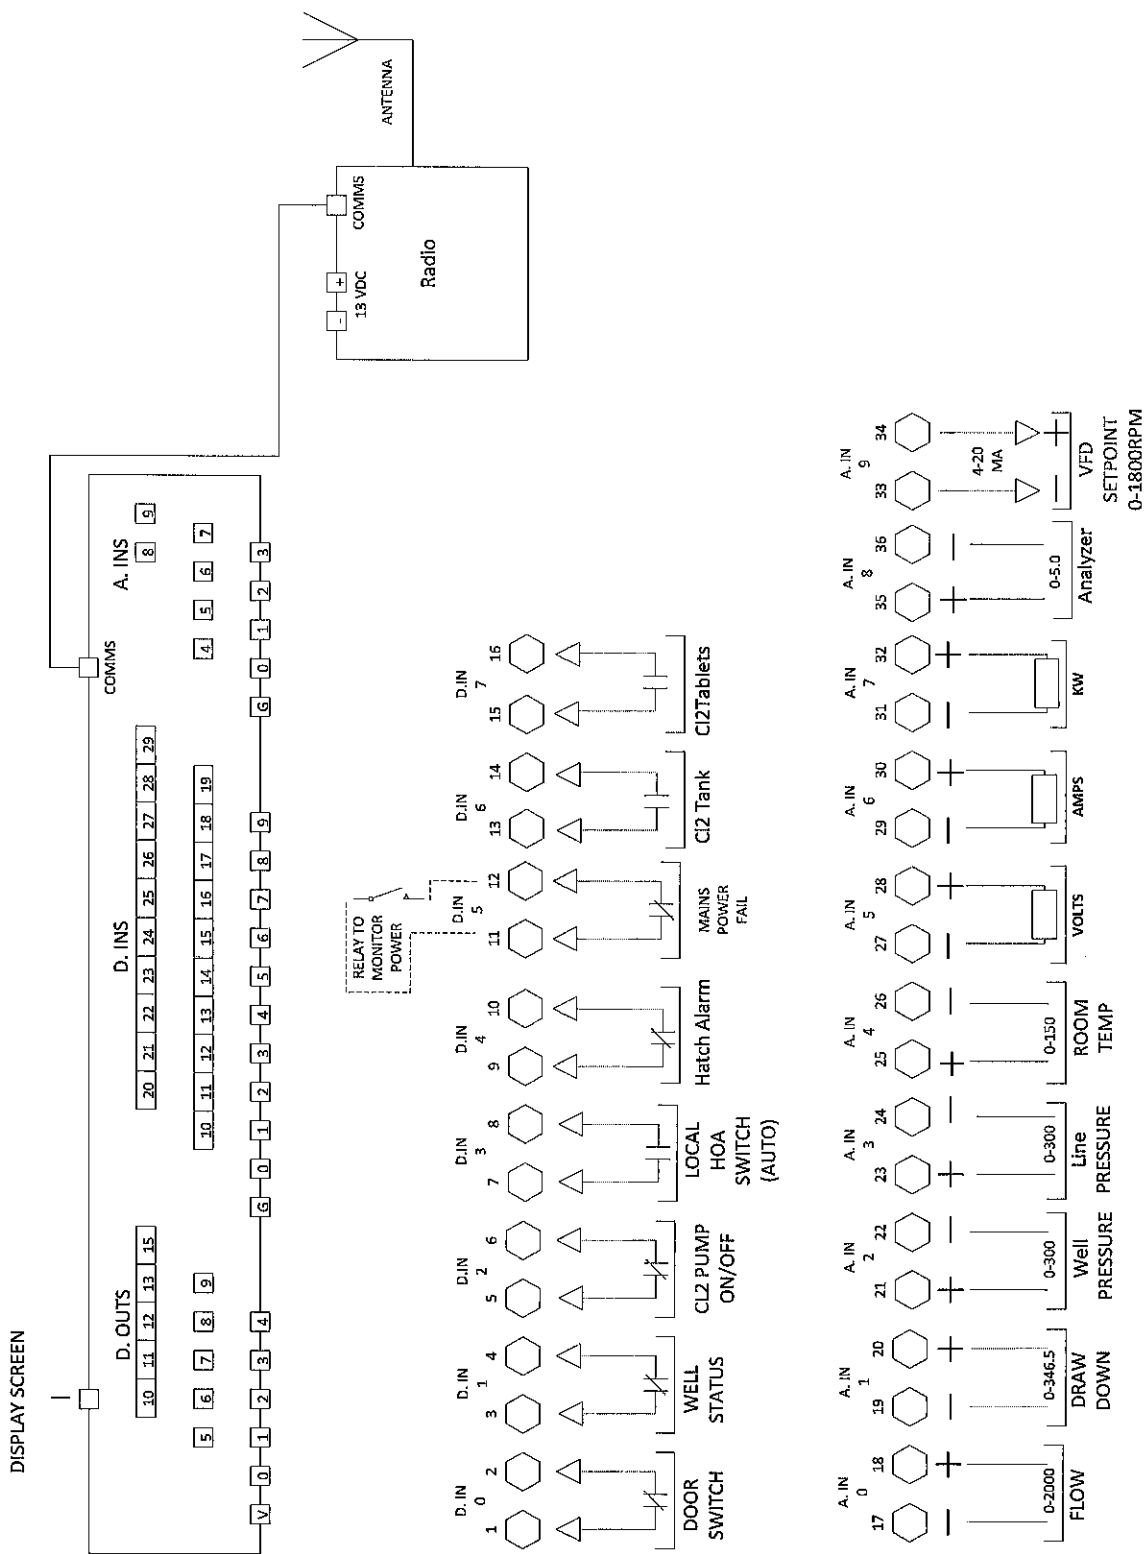 DISPLAY SCREEN
COMMS
D. OUTS
10 11 12 13 15
5 6 7 8 9
V 0 1 2 3 4
D. INS
20 21 22 23 24 25 26 27 28 29
10 11 12 13 14 15 16 17 18 19
G 0 1 2 3 4 5 6 7 8 9
A. INS
8 9
4 5 6 7
G 0 1 2 3
ANTENNA
COMMS
- +
13 VDC
Radio
RELAY TO
MONITOR
POWER
D. IN
0
1 2
DOOR
SWITCH
D. IN
1
3 4
WELL
STATUS
D.IN
2
5 6
CL2 PUMP
ON/OFF
D.IN
3
7 8
LOCAL
HOA
SWITCH
(AUTO)
D.IN
4
9 10
Hatch Alarm
D.IN
5
11 12
MAINS
POWER
FAIL
D.IN
6
13 14
Cl2 Tank
D.IN
7
15 16
Cl2Tablets
A. IN
0
17 18
0-2000
FLOW
A. IN
1
19 20
0-346.5
DRAW
DOWN
A. IN
2
21 22
0-300
Well
PRESSURE
A. IN
3
23 24
0-300
Line
PRESSURE
A. IN
4
25 26
0-150
ROOM
TEMP
A. IN
5
27 28
VOLTS
A. IN
6
29 30
AMPS
A. IN
7
31 32
KW
A. IN
8
35 36
0-5.0
Analyzer
A. IN
9
33 34
4-20
MA
VFD
SETPOINT
0-1800RPM